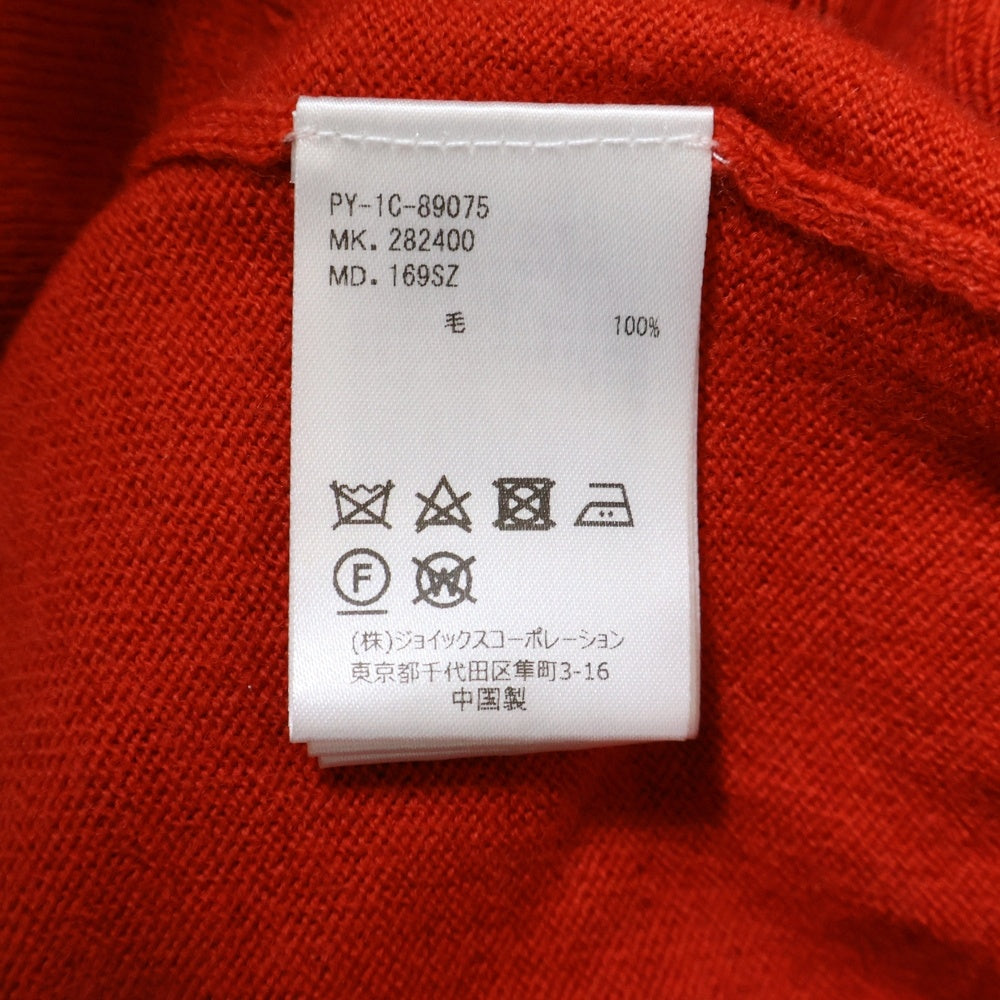 PY-1C-89075
MK. 282400
MD. 169SZ
毛 100%
F W
(株)ジョイックスコーポレーション
東京都千代田区隼町3-16
中国製